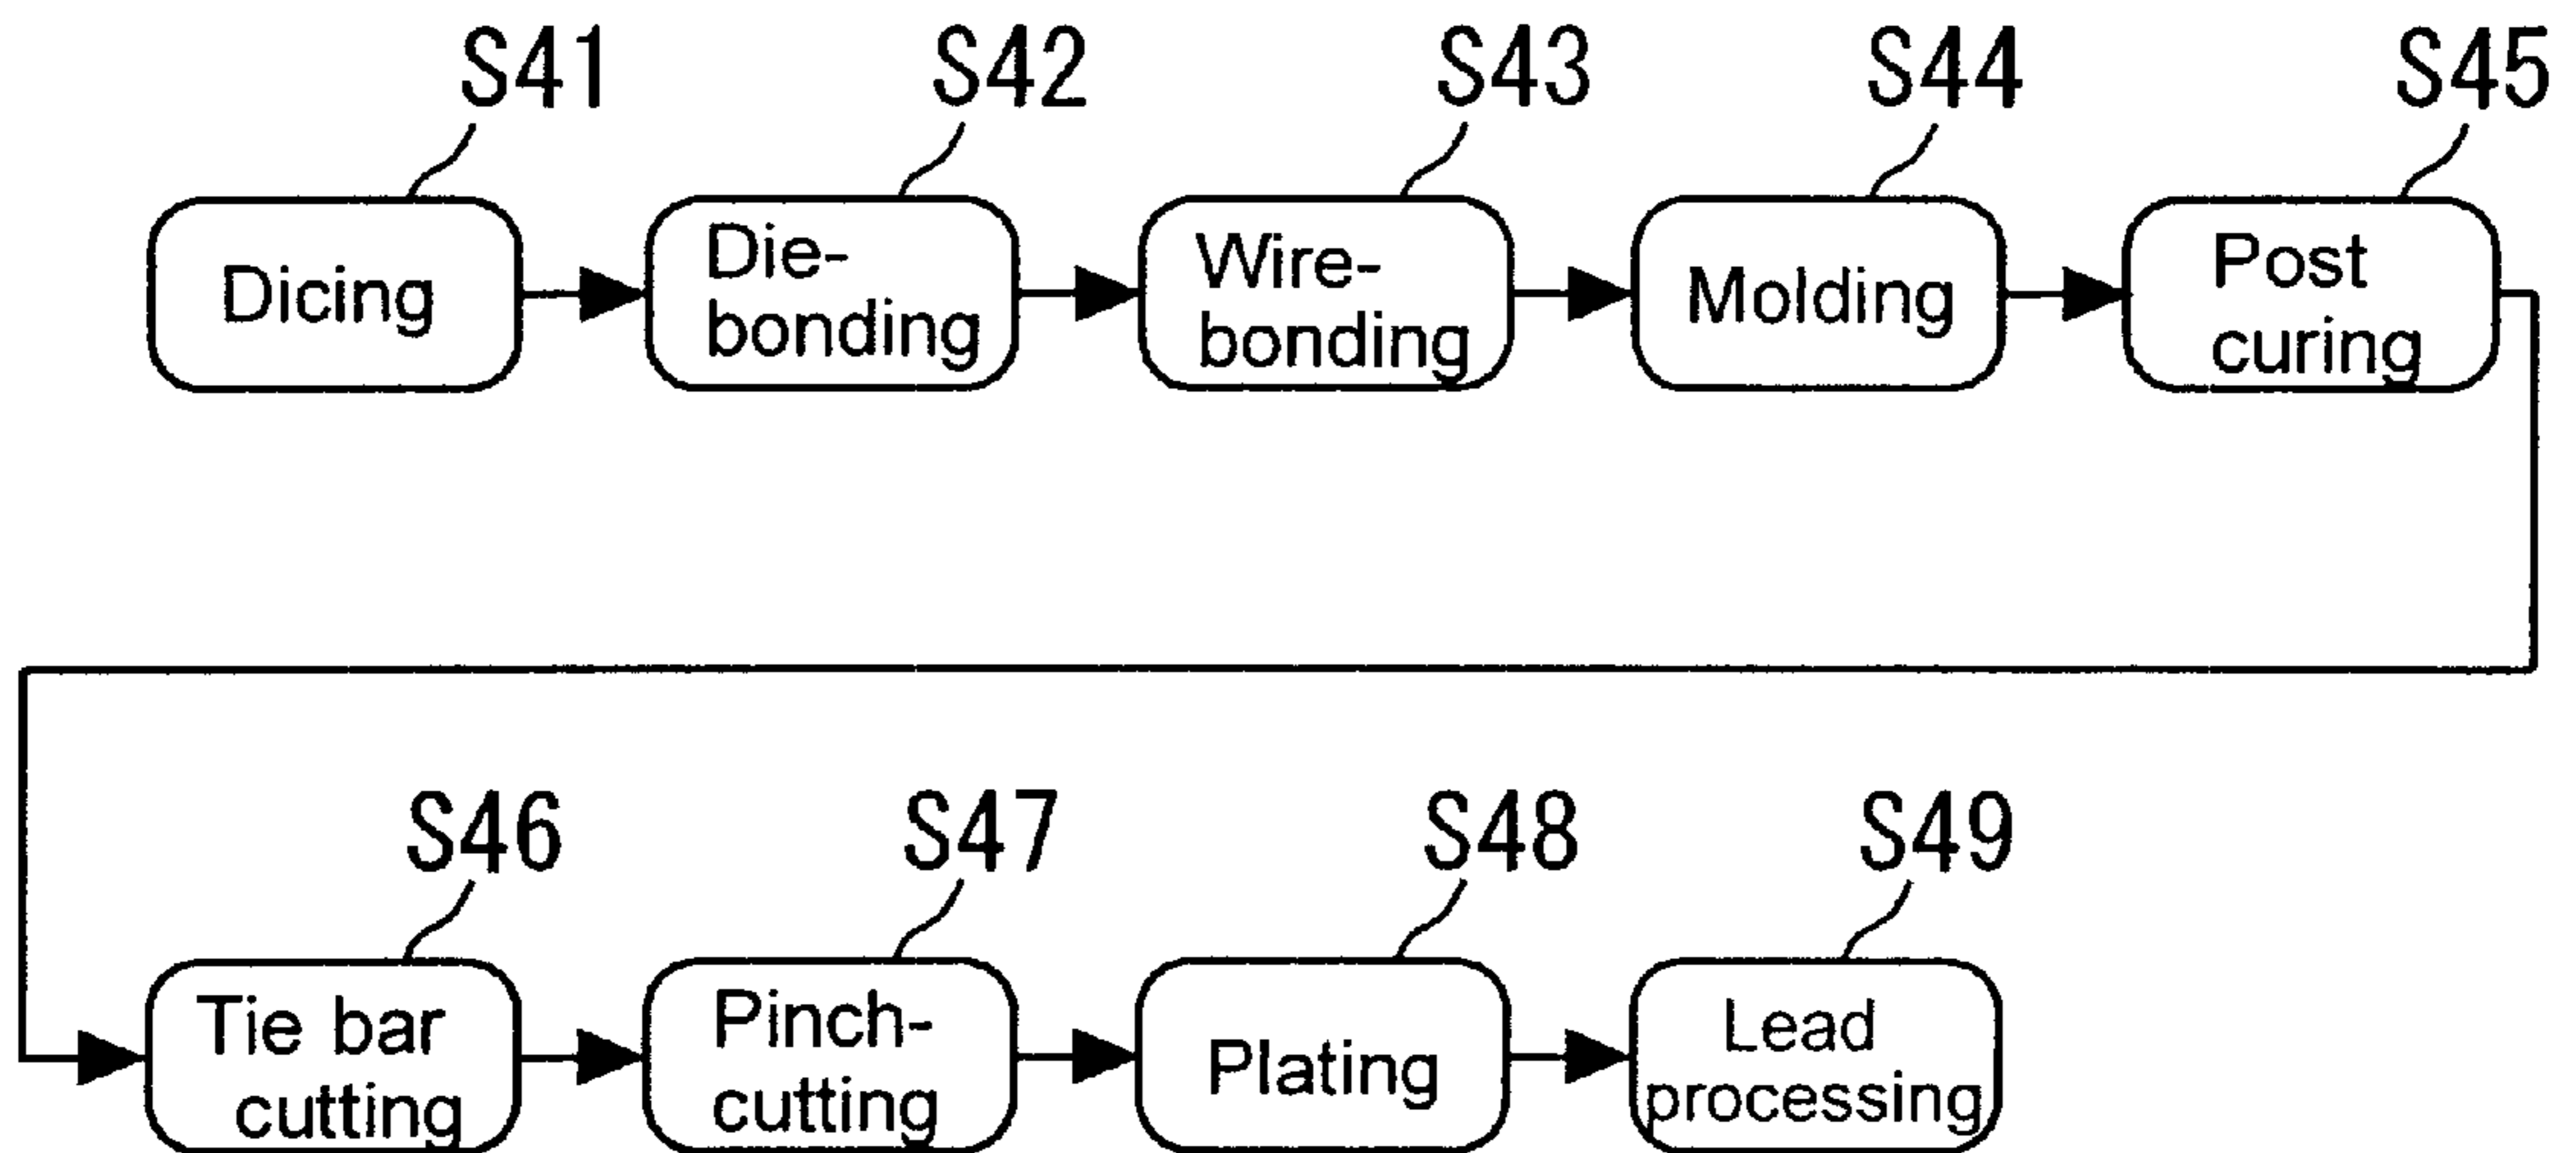 S41 S42 S43 S44 S45
Dicing
Die-
bonding
Wire-
bonding
Molding
Post
curing
S46 S47 S48 S49
Tie bar
cutting
Pinch-
cutting
Plating
Lead
processing